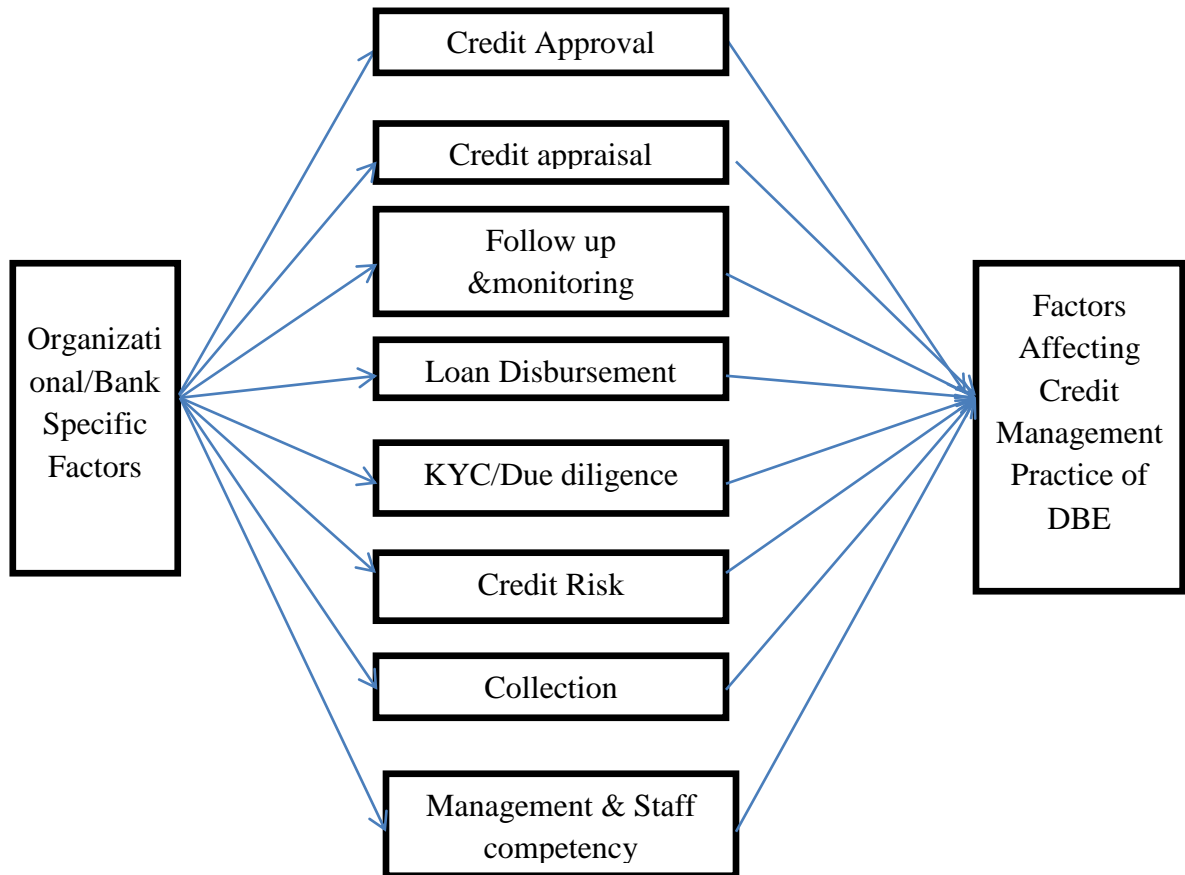 Credit Approval
Credit appraisal
Follow up
&monitoring
Loan Disbursement
KYC/Due diligence
Credit Risk
Collection
Management & Staff
competency
Organizati
onal/Bank
Specific
Factors
Factors
Affecting
Credit
Management
Practice of
DBE